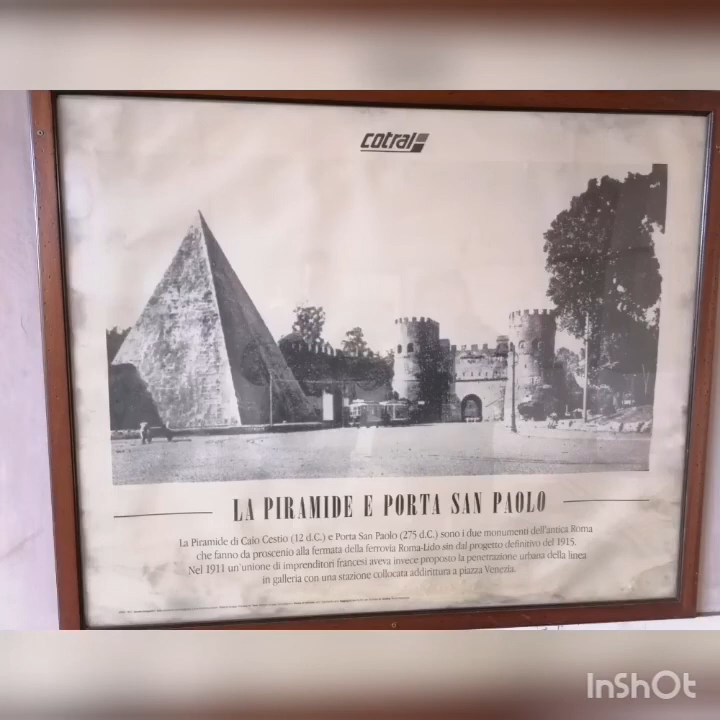 cotral
LA PIRAMIDE E PORTA SAN PAOLO
La Piramide di Caio Cestio (12 d.C.) e Porta San Paolo (275 d.C.) sono i due monumenti dell'antica Roma
che fanno da proscenio alla fermata della ferrovia Roma-Lido sin dal progetto definitivo del 1915.
Nel 1911 un'unione di imprenditori francesi aveva invece proposto la penetrazione urbana della linea
in galleria con una stazione collocata addirittura a piazza Venezia.
InShOt